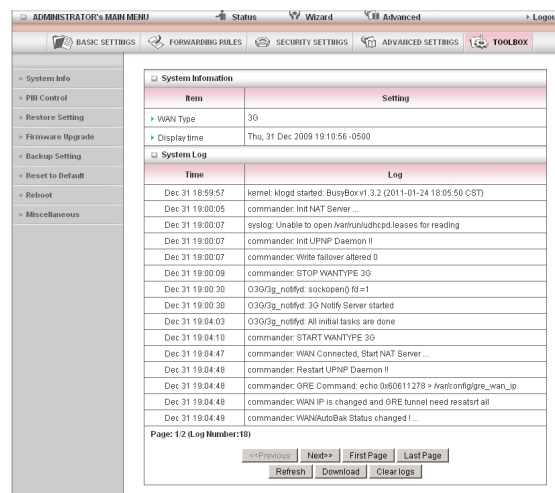 ADMINISTRATOR's MAIN MENU Status Wizard Advanced Logou
BASIC SETTINGS FORWARDING RULES SECURITY SETTINGS ADVANCED SETTINGS TOOLBOX
System Info
PIN Control
Restore Setting
Firmware Upgrade
Backup Setting
Reset to Default
Reboot
Miscellaneous
System Infomation
Item Setting
WAN Type 3G
Display time Thu, 31 Dec 2009 19:10:56 -0500
System Log
Time Log
Dec 31 18:59:57 kernel: klogd started: BusyBox v1.3.2 (2011-01-24 18:05:50 CST)
Dec 31 19:00:05 commander: Init NAT Server ...
Dec 31 19:00:07 syslog: Unable to open /var/run/udhcpd.leases for reading
Dec 31 19:00:07 commander: Init UPNP Daemon !!
Dec 31 19:00:07 commander: Write failover altered 0
Dec 31 19:00:09 commander: STOP WANTYPE 3G
Dec 31 19:00:30 O3G/3g_notifyd: sockopen() fd =1
Dec 31 19:00:30 O3G/3g_notifyd: 3G Notify Server started
Dec 31 19:04:03 O3G/3g_notifyd: All initial tasks are done
Dec 31 19:04:10 commander: START WANTYPE 3G
Dec 31 19:04:47 commander: WAN Connected, Start NAT Server ...
Dec 31 19:04:48 commander: Restart UPNP Daemon !!
Dec 31 19:04:48 commander: GRE Command: echo 0x60611278 > /var/config/gre_wan_ip
Dec 31 19:04:48 commander: WAN IP is changed and GRE tunnel need resatsrt all
Dec 31 19:04:49 commander: WAN/AutoBak Status changed ! ...
Page: 1/2 (Log Number:18)
<<Previous Next>> First Page Last Page
Refresh Download Clear logs